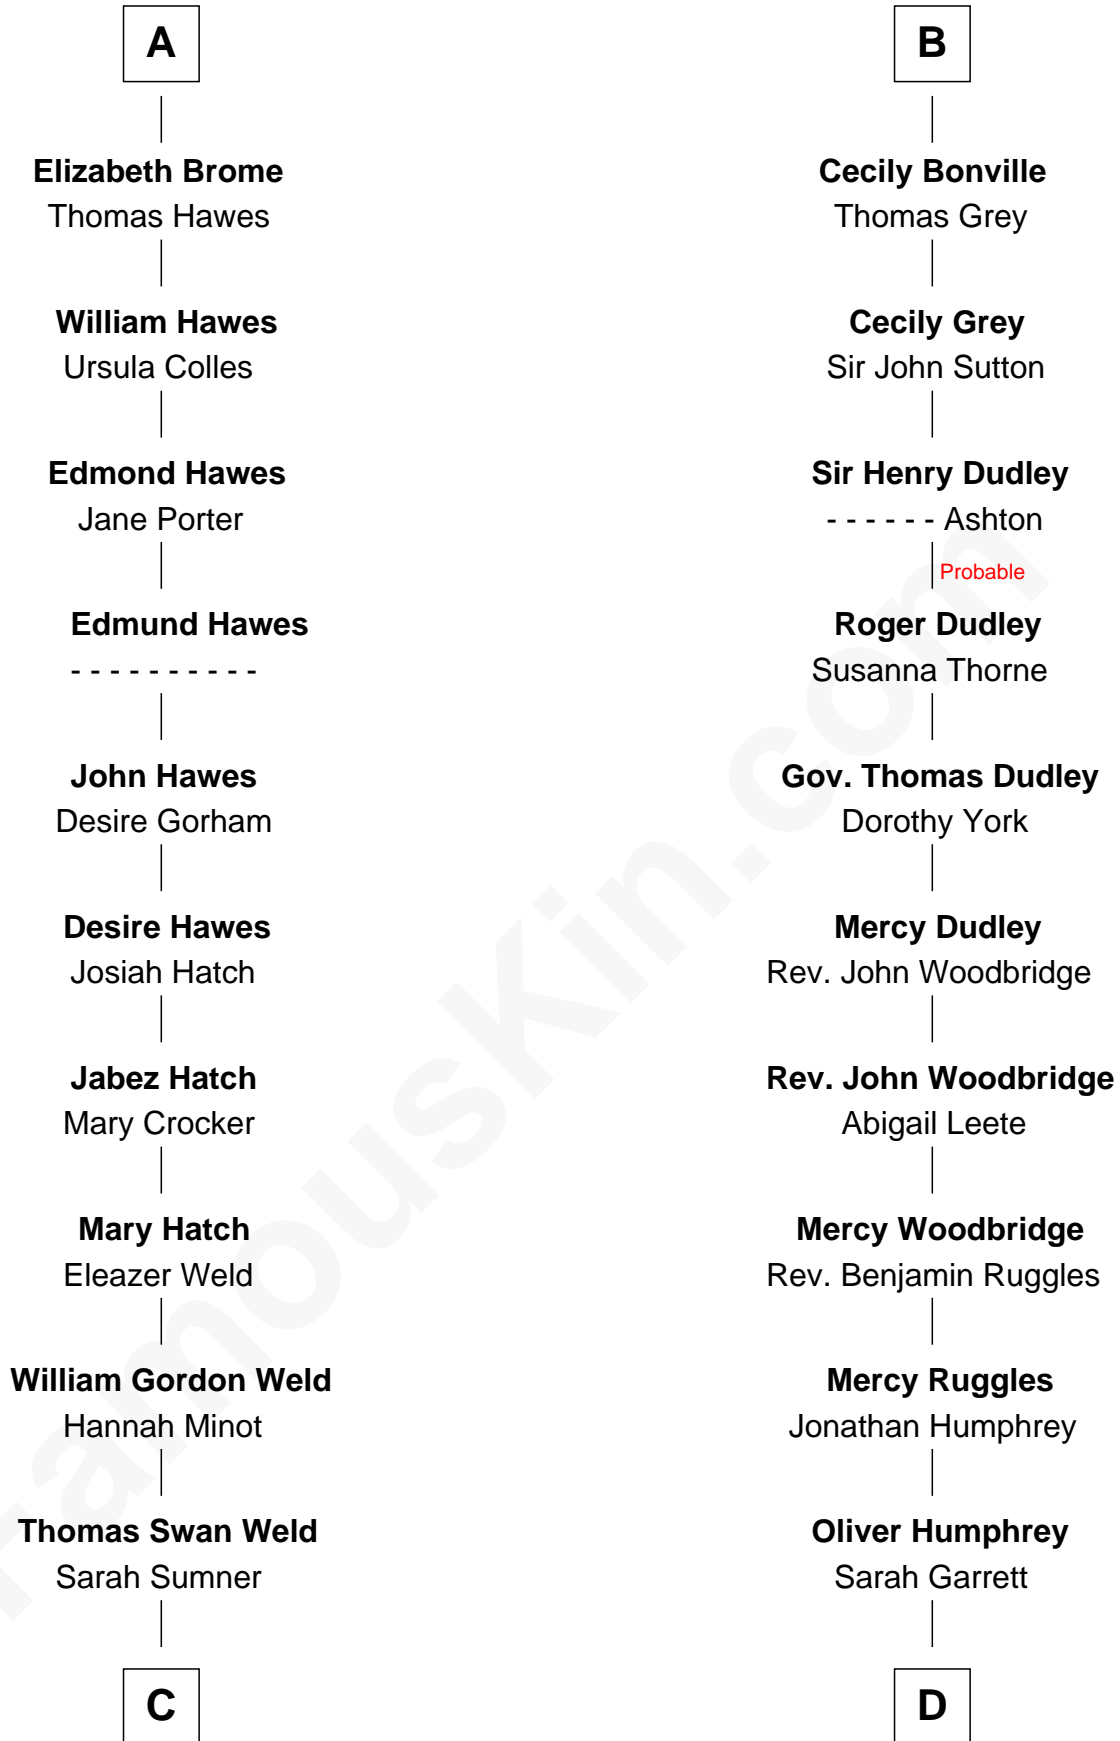 A
Elizabeth Brome
Thomas Hawes
William Hawes
Ursula Colles
Edmond Hawes
Jane Porter
Edmund Hawes
- - - - - - - - - -
John Hawes
Desire Gorham
Desire Hawes
Josiah Hatch
Jabez Hatch
Mary Crocker
Mary Hatch
Eleazer Weld
William Gordon Weld
Hannah Minot
Thomas Swan Weld
Sarah Sumner
C
B
Cecily Bonville
Thomas Grey
Cecily Grey
Sir John Sutton
Sir Henry Dudley
- - - - - - Ashton
Probable
Roger Dudley
Susanna Thorne
Gov. Thomas Dudley
Dorothy York
Mercy Dudley
Rev. John Woodbridge
Rev. John Woodbridge
Abigail Leete
Mercy Woodbridge
Rev. Benjamin Ruggles
Mercy Ruggles
Jonathan Humphrey
Oliver Humphrey
Sarah Garrett
D
FamousKin.com